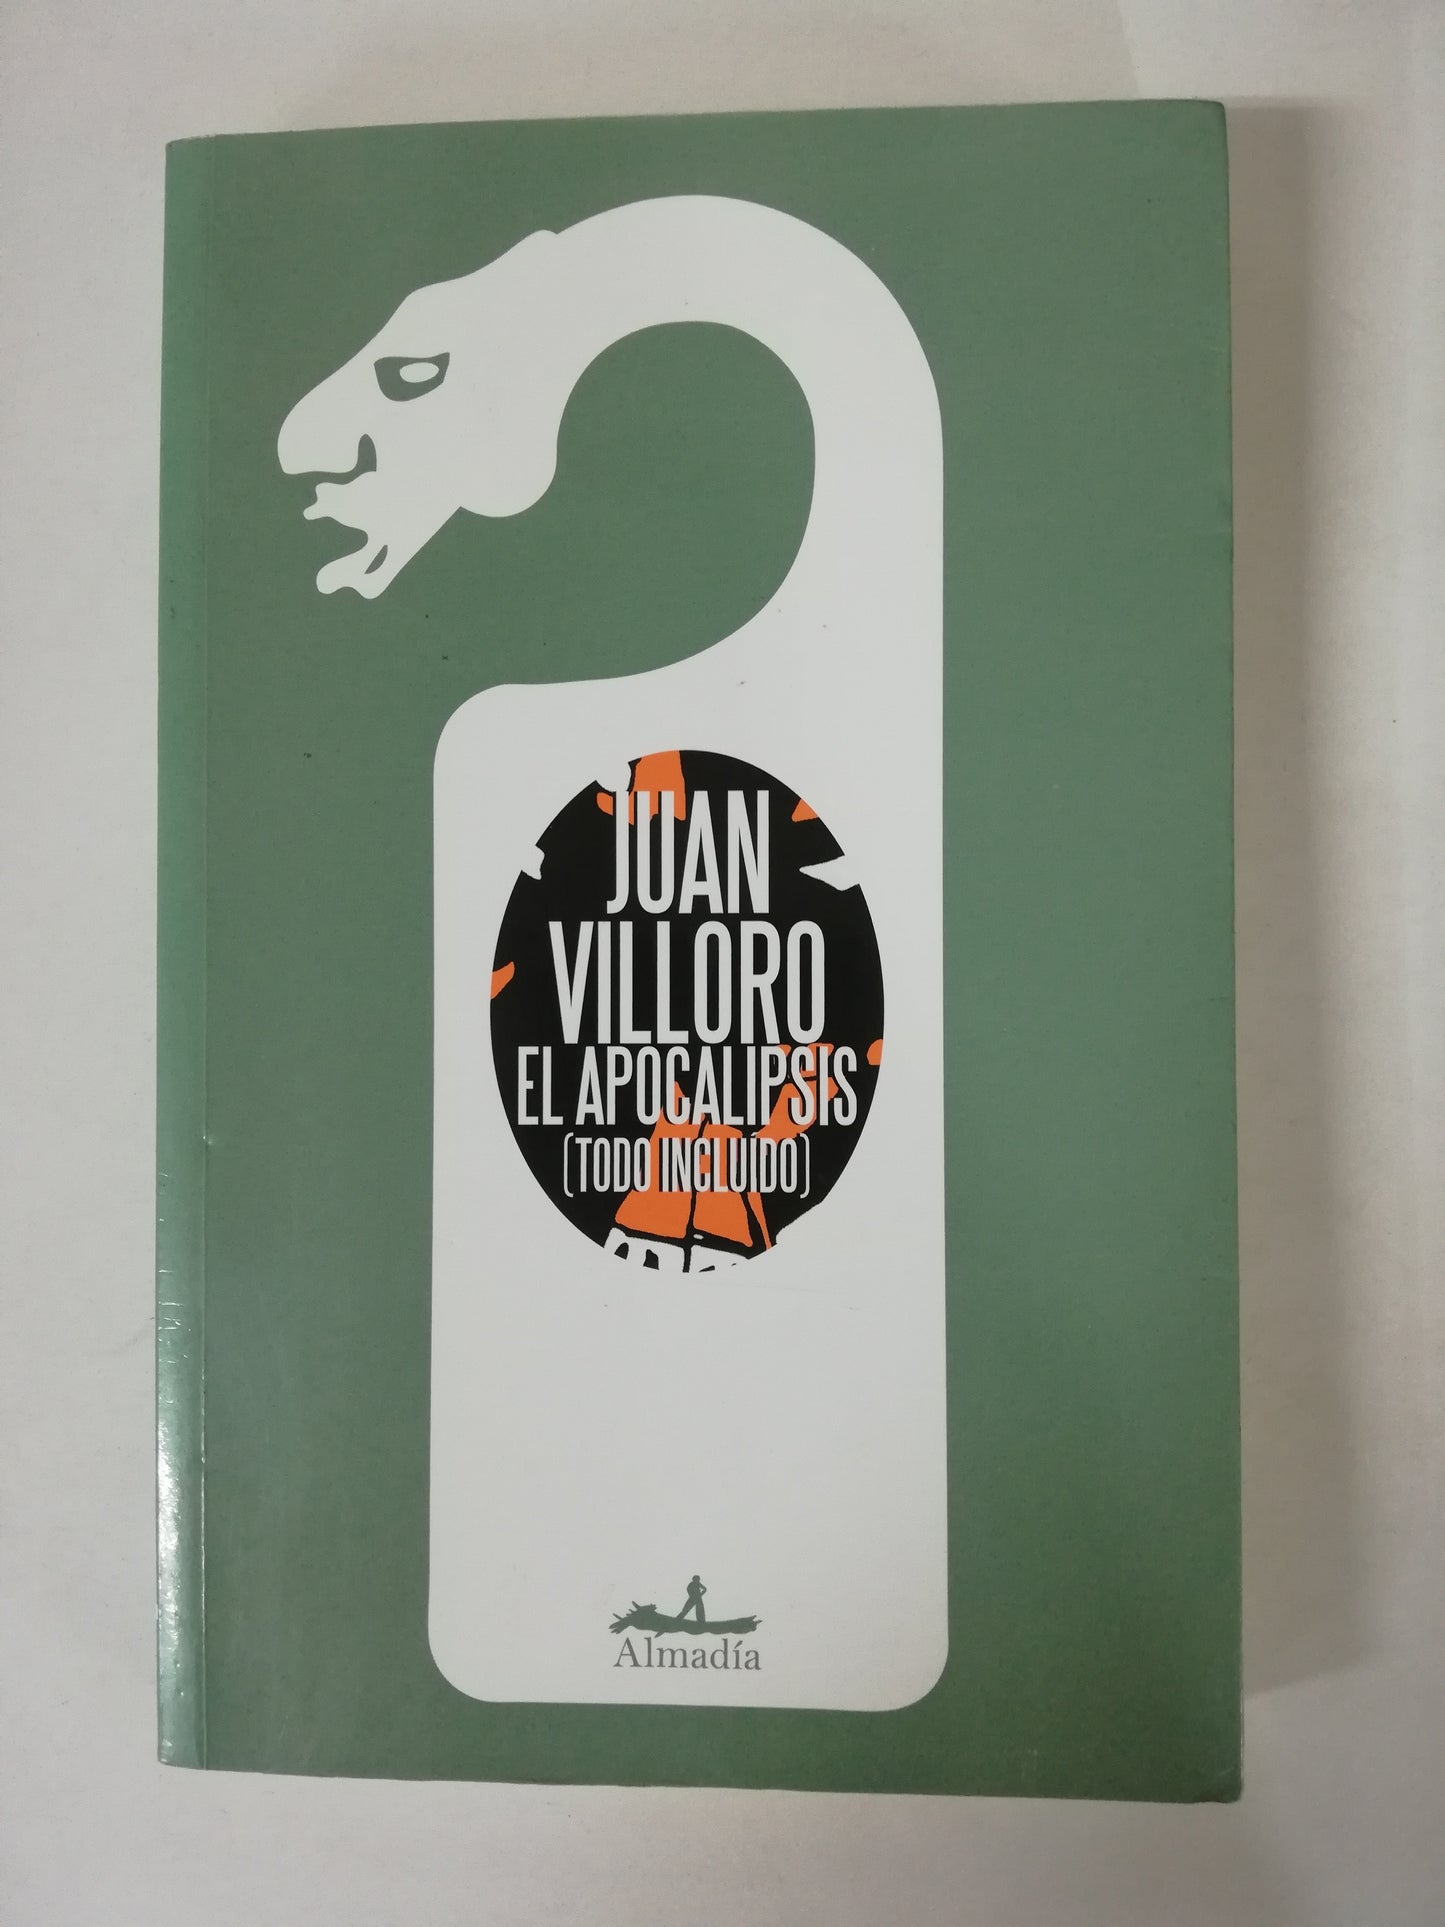 JUAN
VILLORO
EL APOCALIPSIS
(TODO INCLUÍDO)
Almadía